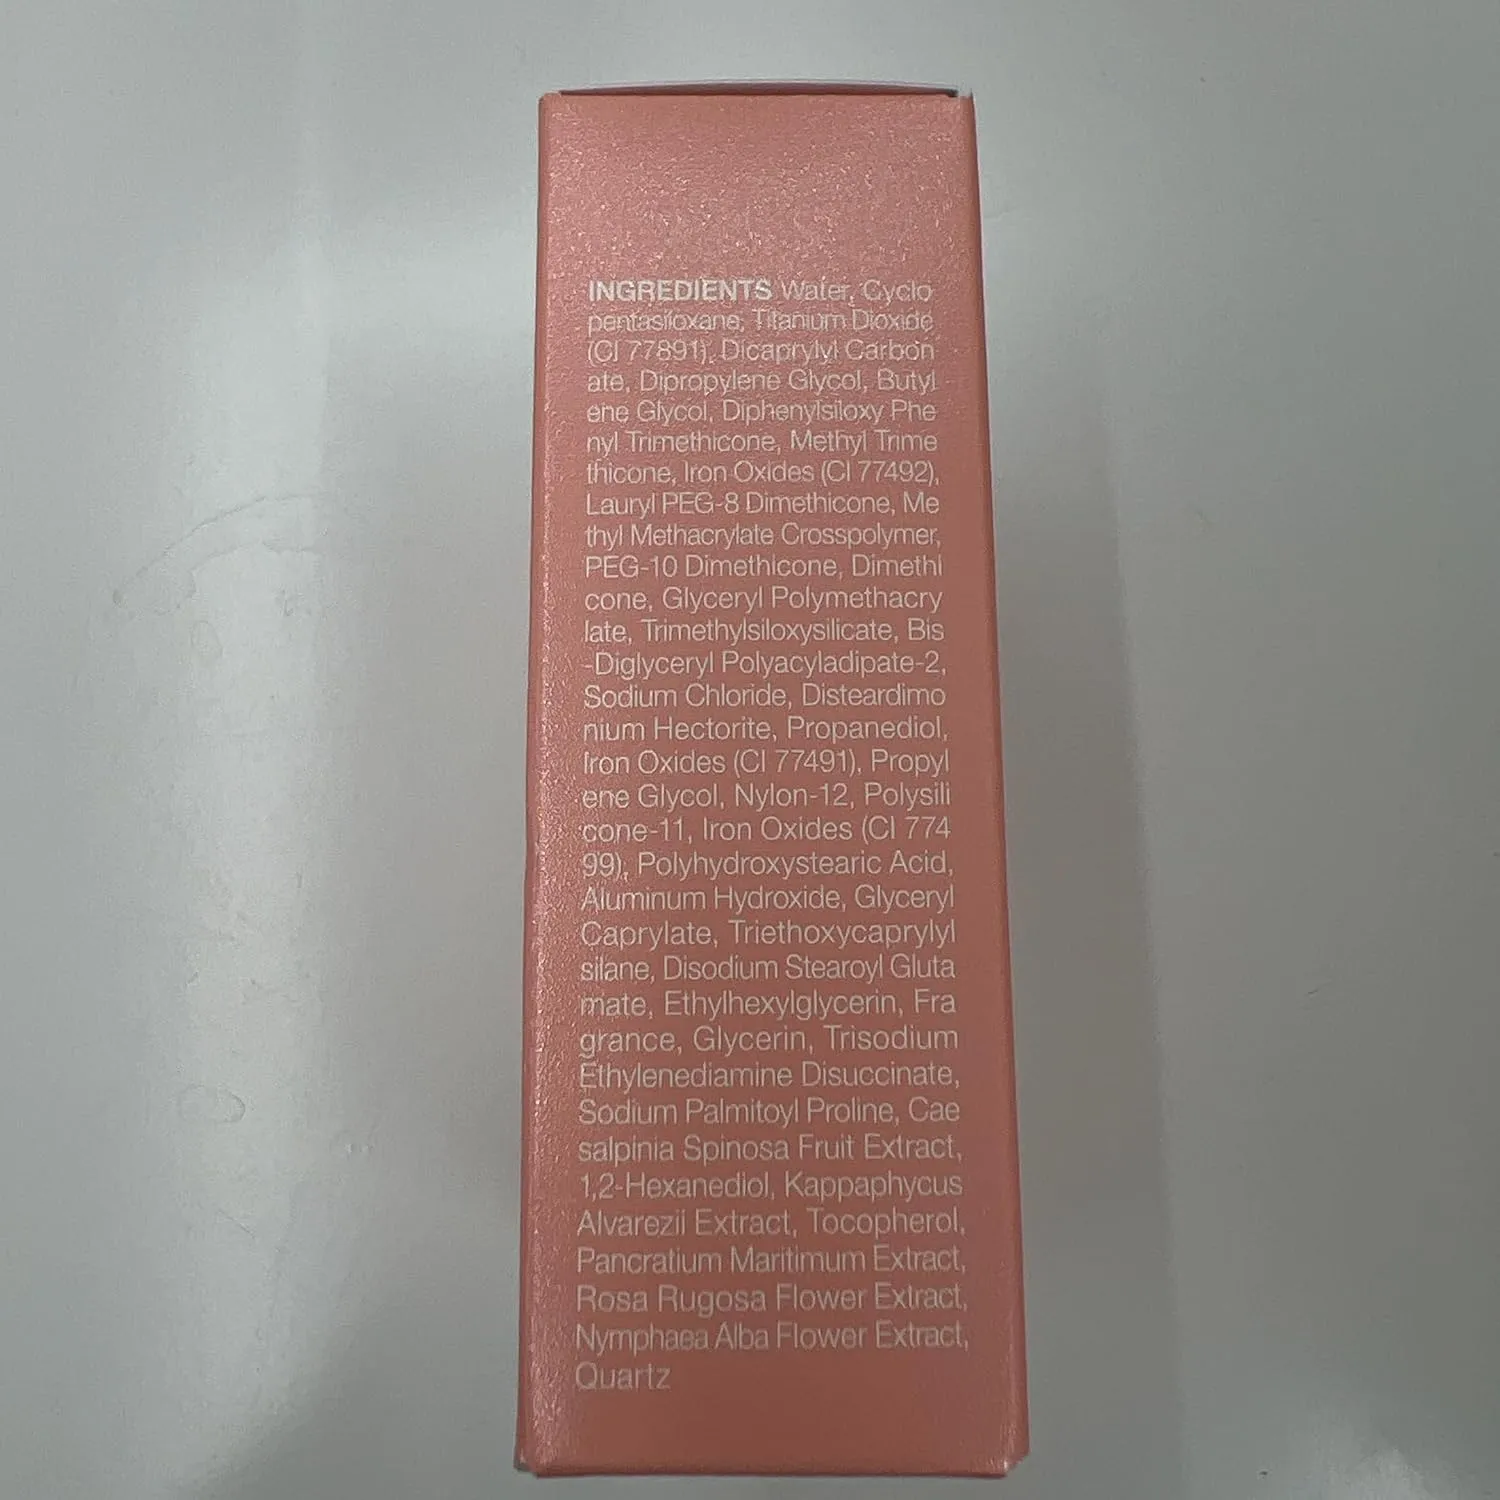 INGREDIENTS Water, Cyclo
pentasiloxane, Titanium Dioxide
(CI 77891), Dicaprylyl Carbon
ate, Dipropylene Glycol, Butyl
ene Glycol, Diphenylsiloxy Phe
nyl Trimethicone, Methyl Trime
thicone, Iron Oxides (CI 77492),
Lauryl PEG-8 Dimethicone, Me
thyl Methacrylate Crosspolymer,
PEG-10 Dimethicone, Dimethi
cone, Glyceryl Polymethacry
late, Trimethylsiloxysilicate, Bis
-Diglyceryl Polyacyladipate-2,
Sodium Chloride, Disteardimo
nium Hectorite, Propanediol,
Iron Oxides (CI 77491), Propyl
ene Glycol, Nylon-12, Polysili
cone-11, Iron Oxides (CI 774
99), Polyhydroxystearic Acid,
Aluminum Hydroxide, Glyceryl
Caprylate, Triethoxycaprylyl
silane, Disodium Stearoyl Gluta
mate, Ethylhexylglycerin, Fra
grance, Glycerin, Trisodium
Ethylenediamine Disuccinate,
Sodium Palmitoyl Proline, Cae
salpinia Spinosa Fruit Extract,
1,2-Hexanediol, Kappaphycus
Alvarezii Extract, Tocopherol,
Pancratium Maritimum Extract,
Rosa Rugosa Flower Extract,
Nymphaea Alba Flower Extract,
Quartz